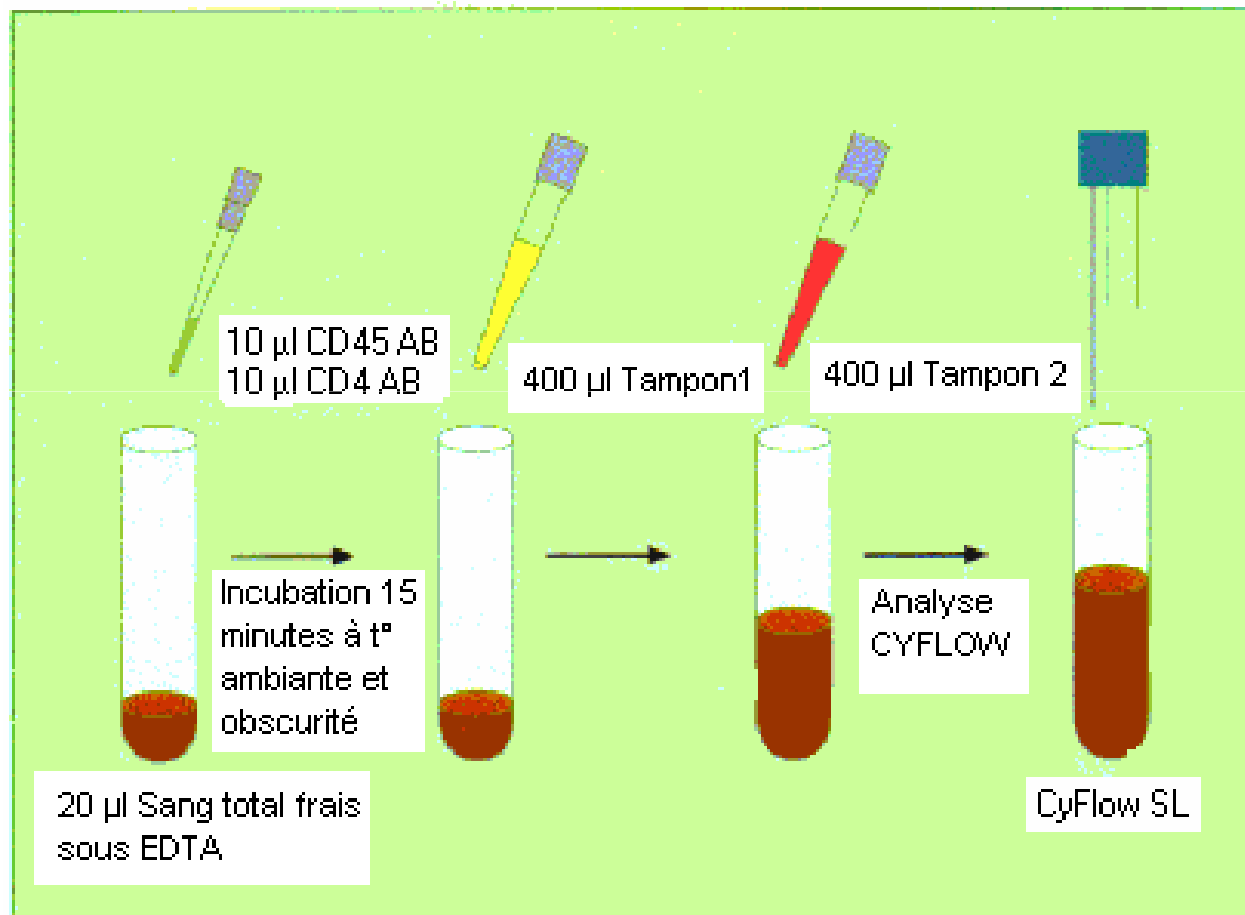 10 µl CD45 AB
10 µl CD4 AB
400 µl Tampon1
400 µl Tampon 2
Incubation 15
minutes à t°
ambiante et
obscurité
Analyse
CYFLOW
20 µl Sang total frais
sous EDTA
CyFlow SL